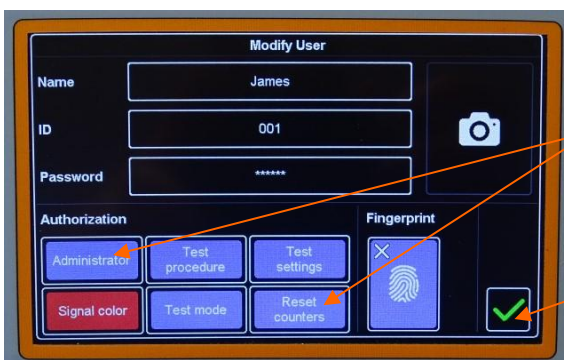 Modify User
Name James
ID 001
Password ******
Authorization Fingerprint
Administrator Test procedure Test settings
Signal color Test mode Reset counters